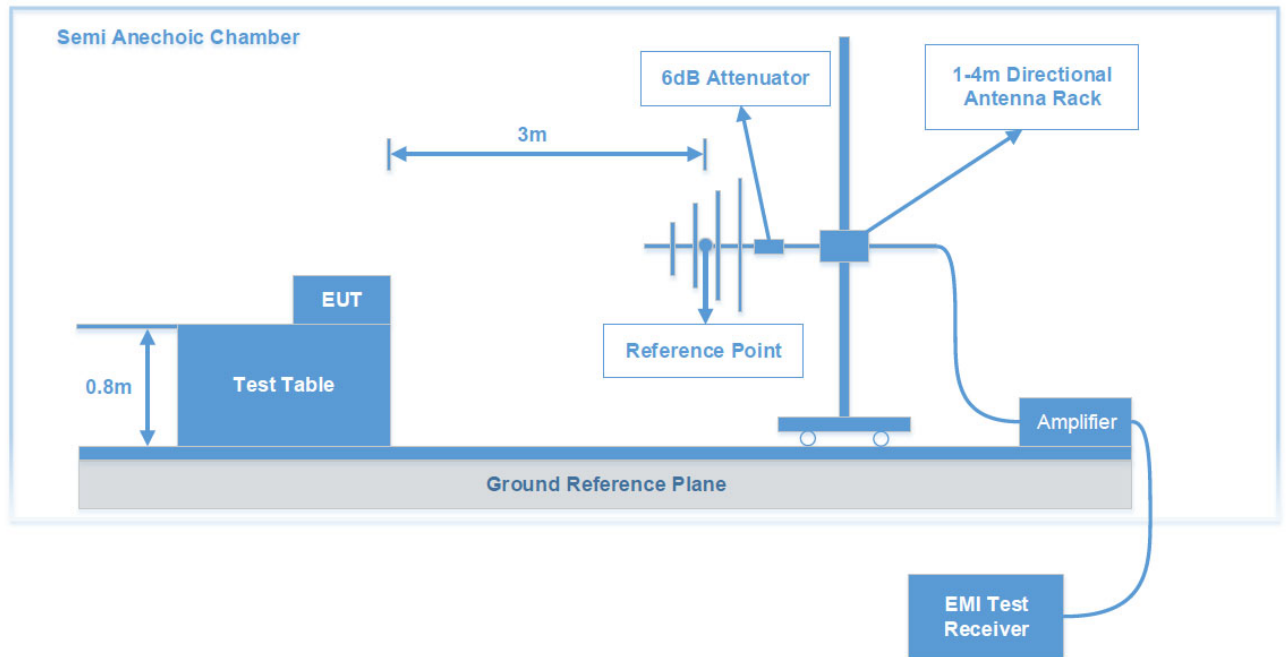 Semi Anechoic Chamber
6dB Attenuator
1-4m Directional
Antenna Rack
3m
EUT
Reference Point
0.8m
Test Table
Amplifier
Ground Reference Plane
EMI Test
Receiver